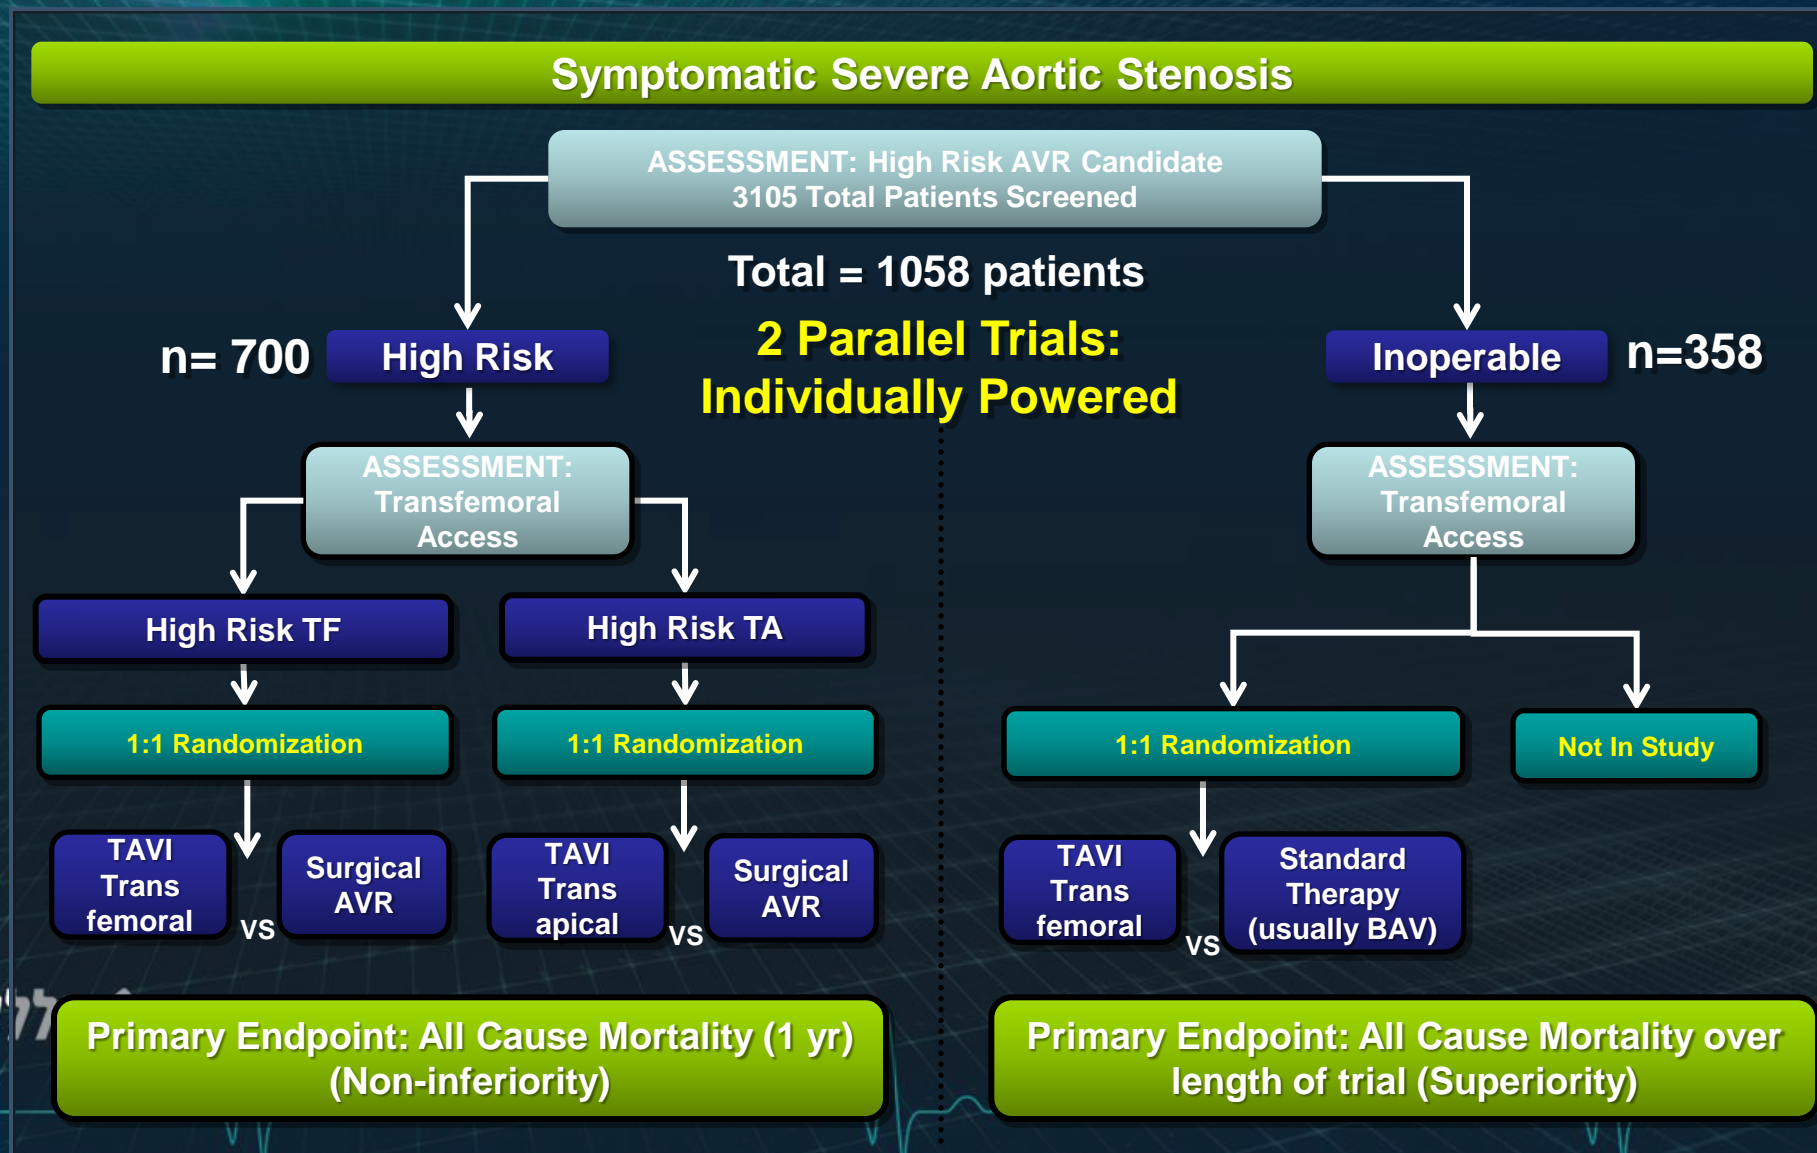 Symptomatic Severe Aortic Stenosis
ASSESSMENT: High Risk AVR Candidate
3105 Total Patients Screened
Total = 1058 patients
2 Parallel Trials:
Individually Powered
n= 700
High Risk
Inoperable
n=358
ASSESSMENT:
Transfemoral
Access
ASSESSMENT:
Transfemoral
Access
High Risk TF
High Risk TA
1:1 Randomization
1:1 Randomization
1:1 Randomization
Not In Study
TAVI
Trans
femoral
VS
Surgical
AVR
TAVI
Trans
apical
VS
Surgical
AVR
TAVI
Trans
femoral
VS
Standard
Therapy
(usually BAV)
Primary Endpoint: All Cause Mortality (1 yr)
(Non-inferiority)
Primary Endpoint: All Cause Mortality over
length of trial (Superiority)